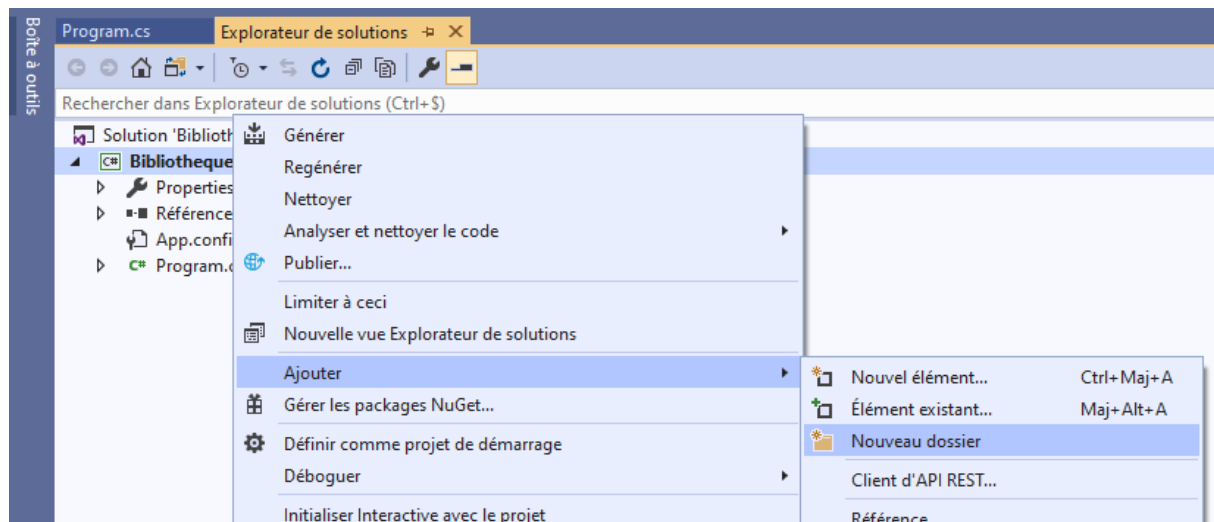 Boîte à outils
Program.cs
Explorateur de solutions
Rechercher dans Explorateur de solutions (Ctrl+$)
Solution 'Biblioth
C# Bibliotheque
Properties
Référence
App.confi
C# Program.c
Générer
Regénérer
Nettoyer
Analyser et nettoyer le code
Publier...
Limiter à ceci
Nouvelle vue Explorateur de solutions
Ajouter
Gérer les packages NuGet...
Définir comme projet de démarrage
Déboguer
Initialiser Interactive avec le projet
Nouvel élément... Ctrl+Maj+A
Élément existant... Maj+Alt+A
Nouveau dossier
Client d'API REST...
Référence